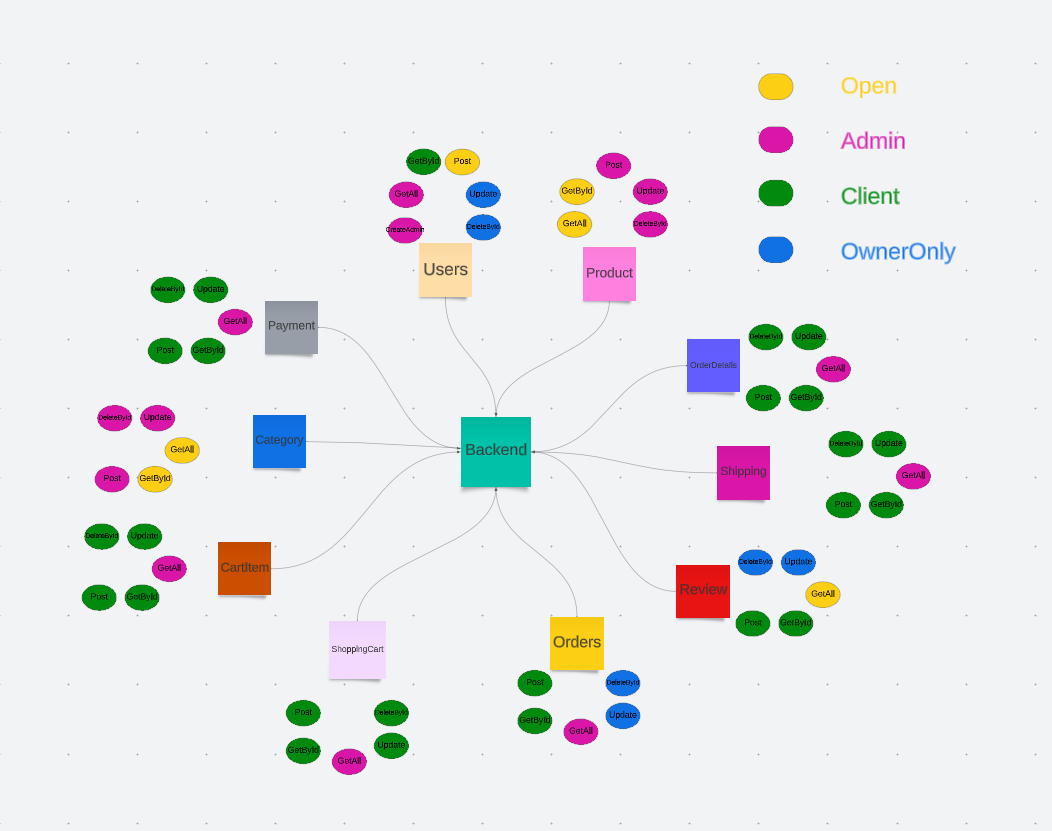 Open
Admin
Client
OwnerOnly
GetById
Post
GetAll
Update
CreateAdmin
DeleteById
Users
Post
GetById
Update
GetAll
DeleteById
Product
DeleteById
Update
GetAll
Post
GetById
Payment
DeleteById
Update
GetAll
Post
GetById
OrderDetails
DeleteById
Update
GetAll
Post
GetById
Category
Backend
DeleteById
Update
GetAll
Post
GetById
Shipping
DeleteById
Update
GetAll
Post
GetById
CartItem
DeleteById
Update
GetAll
Post
GetById
Review
ShoppingCart
Post
DeleteById
GetById
Update
GetAll
Orders
Post
DeleteById
GetById
Update
GetAll